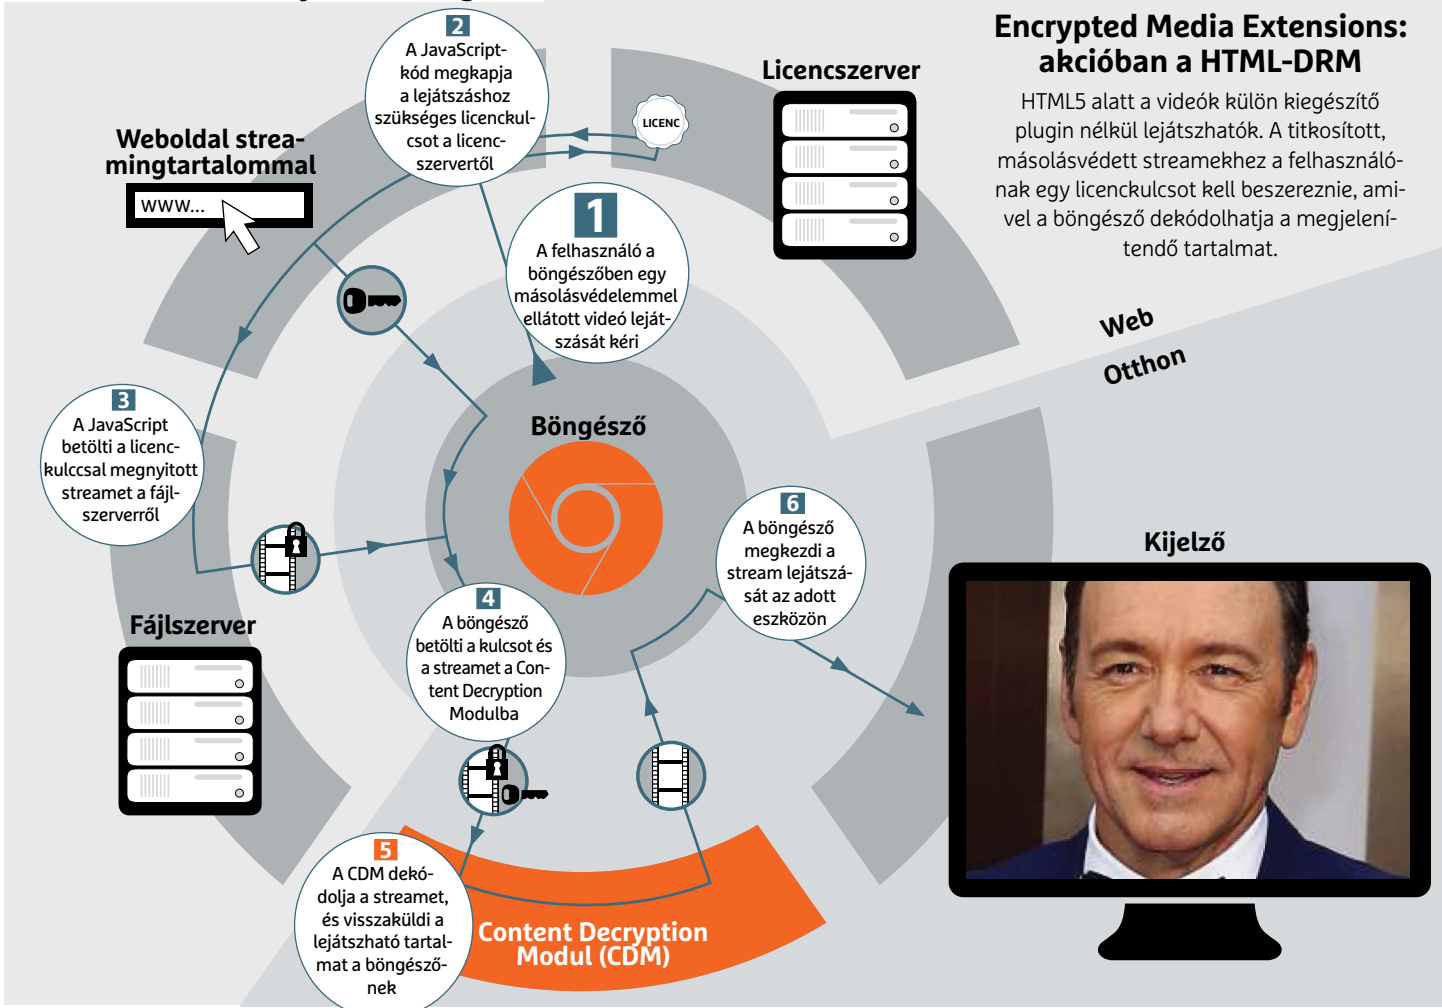 Encrypted Media Extensions:
akcióban a HTML-DRM
HTML5 alatt a videók külön kiegészítő
plugin nélkül lejátszhatók. A titkosított,
másolásvédett streamekhez a felhasználó-
nak egy licenckulcsot kell beszereznie, ami-
vel a böngésző dekódolhatja a megjelení-
tendő tartalmat.
Web
Otthon
Licencszerver
LICENC
Weboldal strea-
mingtartalommal
www...
1
A felhasználó a
böngészőben egy
másolásvédelemmel
ellátott videó leját-
szását kéri
2
A JavaScript-
kód megkapja
a lejátszáshoz
szükséges licenckul-
csot a licenc-
szervertől
3
A JavaScript
betölti a licenc-
kulccsal megnyitott
streamet a fájl-
szerverről
Böngésző
Fájlszerver
4
A böngésző
betölti a kulcsot és
a streamet a Con-
tent Decryption
Modulba
5
A CDM dekó-
dolja a streamet,
és visszaküldi a
lejátszható tartal-
mat a böngésző-
nek
Content Decryption
Modul (CDM)
6
A böngésző
megkezdi a
stream lejátszá-
sát az adott
eszközön
Kijelző